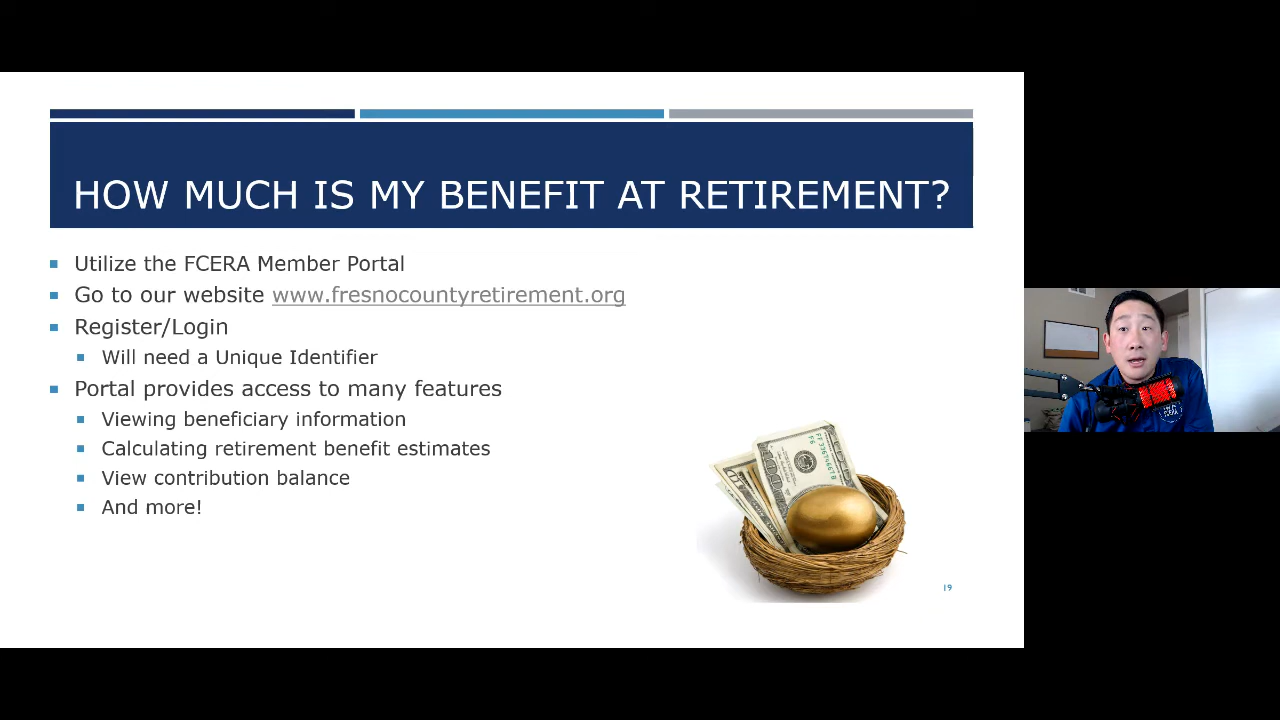 HOW MUCH IS MY BENEFIT AT RETIREMENT?
Utilize the FCERA Member Portal
Go to our website www.fresnocountyretirement.org
Register/Login
Will need a Unique Identifier
Portal provides access to many features
Viewing beneficiary information
Calculating retirement benefit estimates
View contribution balance
And more!
19
FCERA